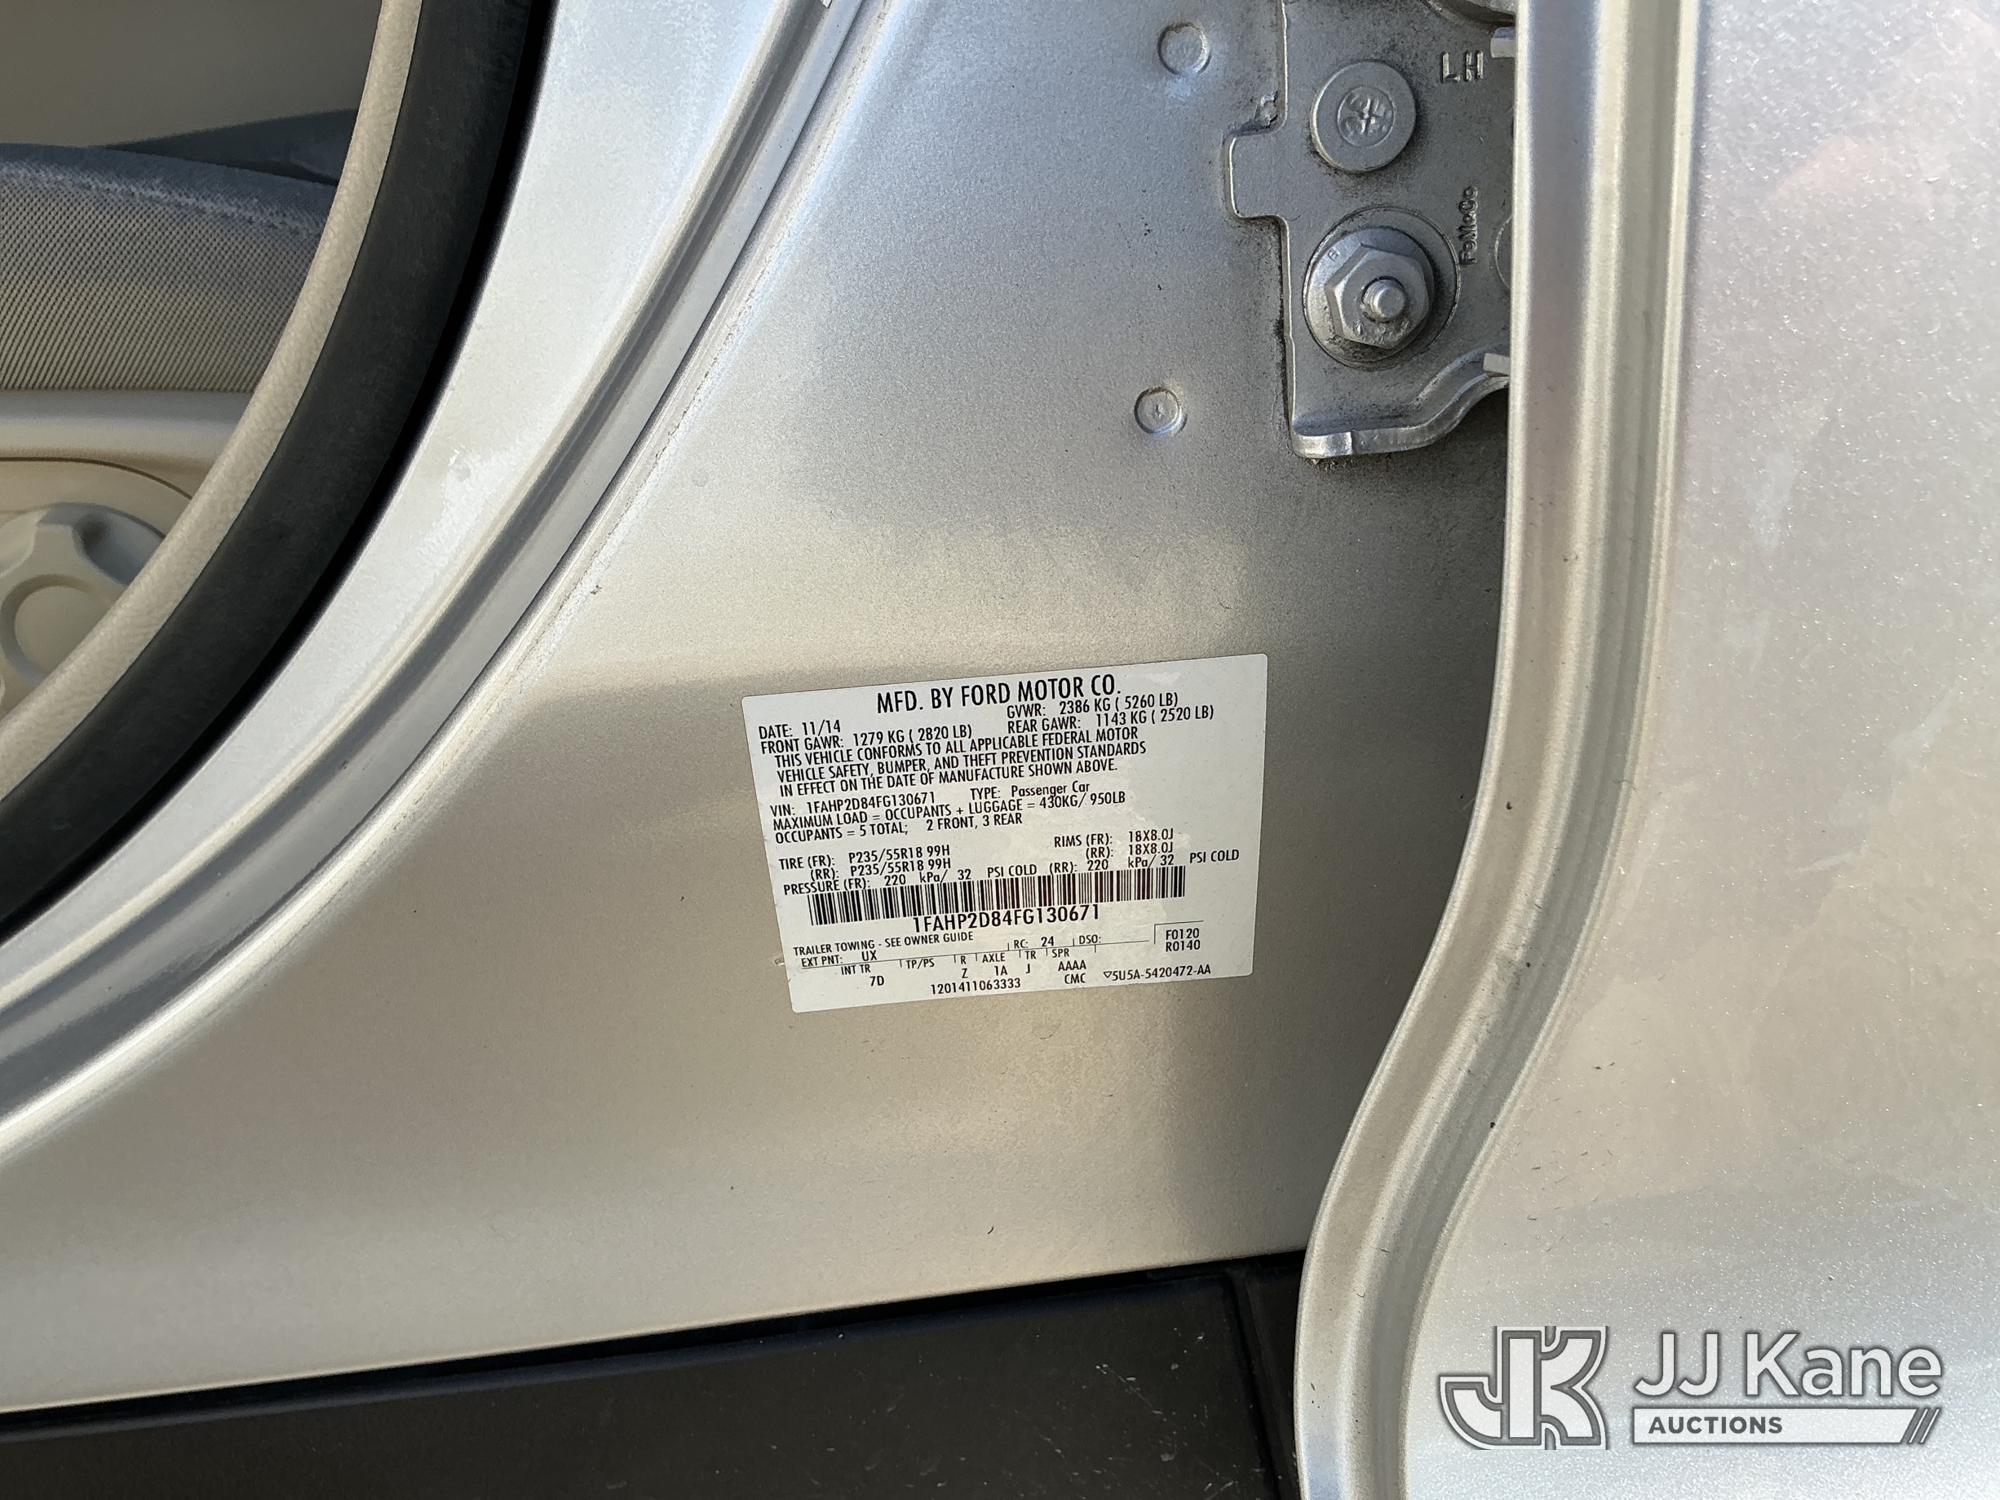 LH
FoMoCo
MFD. BY FORD MOTOR CO.
DATE: 11/14 GVWR: 2386 KG ( 5260 LB)
FRONT GAWR: 1279 KG ( 2820 LB) REAR GAWR: 1143 KG ( 2520 LB)
THIS VEHICLE CONFORMS TO ALL APPLICABLE FEDERAL MOTOR
VEHICLE SAFETY, BUMPER, AND THEFT PREVENTION STANDARDS
IN EFFECT ON THE DATE OF MANUFACTURE SHOWN ABOVE.
VIN: 1FAHP2D84FG130671 TYPE: Passenger Car
MAXIMUM LOAD = OCCUPANTS + LUGGAGE = 430KG/ 950LB
OCCUPANTS = 5 TOTAL; 2 FRONT, 3 REAR
TIRE (FR): P235/55R18 99H RIMS (FR): 18X8.0J
(RR): P235/55R18 99H (RR): 18X8.0J
PRESSURE (FR): 220 kPa/ 32 PSI COLD (RR): 220 kPa/ 32 PSI COLD
1FAHP2D84FG130671
TRAILER TOWING - SEE OWNER GUIDE RC: 24 DSO: F0120
EXT PNT: UX R0140
INT TR TP/PS R AXLE TR SPR
7D Z 1A J AAAA
1201411063333 CMC ▽5U5A-5420472-AA
JK JJ Kane
AUCTIONS